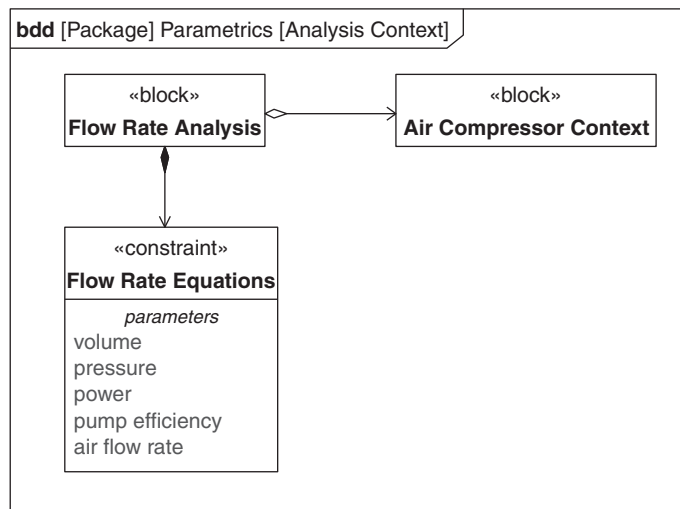 bdd [Package] Parametrics [Analysis Context]
«block»
Flow Rate Analysis
«block»
Air Compressor Context
«constraint»
Flow Rate Equations
parameters
volume
pressure
power
pump efficiency
air flow rate